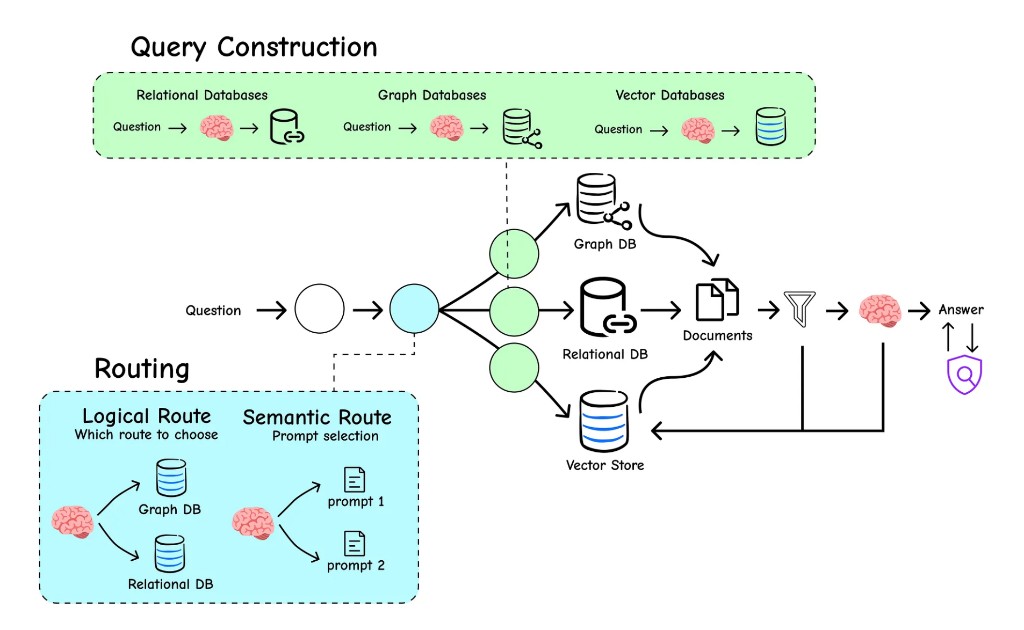 Query Construction
Relational Databases
Graph Databases
Vector Databases
Question
Question
Question
Graph DB
Question
Relational DB
Documents
Answer
Vector Store
Routing
Logical Route
Which route to choose
Semantic Route
Prompt selection
Graph DB
Relational DB
prompt 1
prompt 2